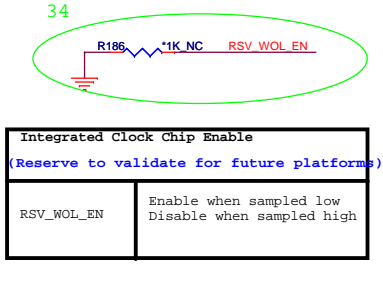 34
R186 *1K_NC RSV_WOL_EN
Integrated Clock Chip Enable
(Reserve to validate for future platforms)
RSV_WOL_EN
Enable when sampled low
Disable when sampled high